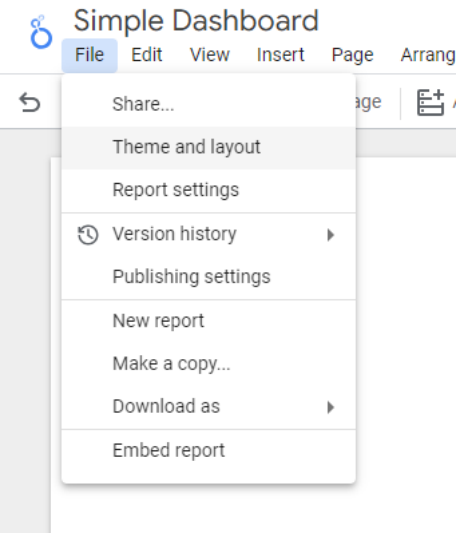 Simple Dashboard
File Edit View Insert Page Arrang
Share...
Theme and layout
Report settings
Version history
Publishing settings
New report
Make a copy...
Download as
Embed report